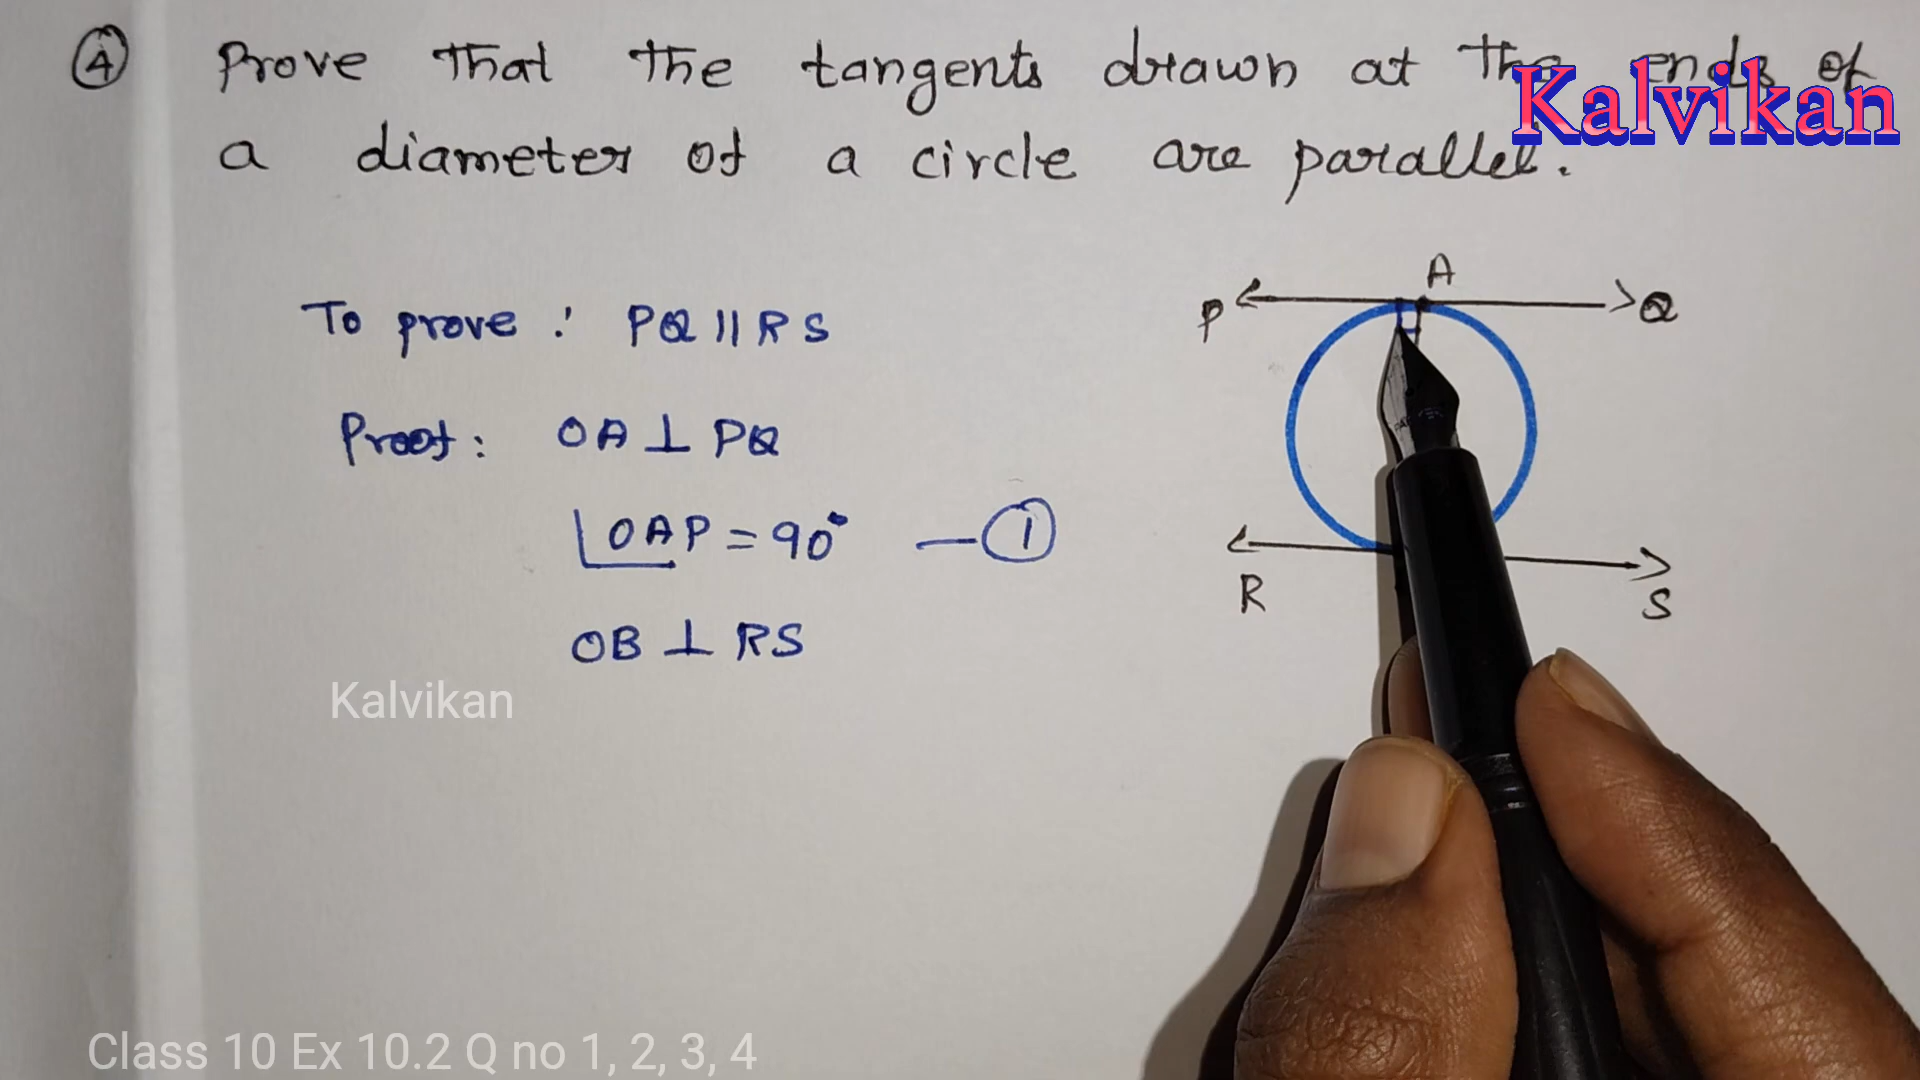 4 Prove that the tangents drawn at the ends of
Kalvikan
a diameter of a circle are parallel.
A
P Q
To prove : PQ || RS
Proof : OA ⊥ PQ
∠OAP = 90° — 1
R S
OB ⊥ RS
Kalvikan
Class 10 Ex 10.2 Q no 1, 2, 3, 4